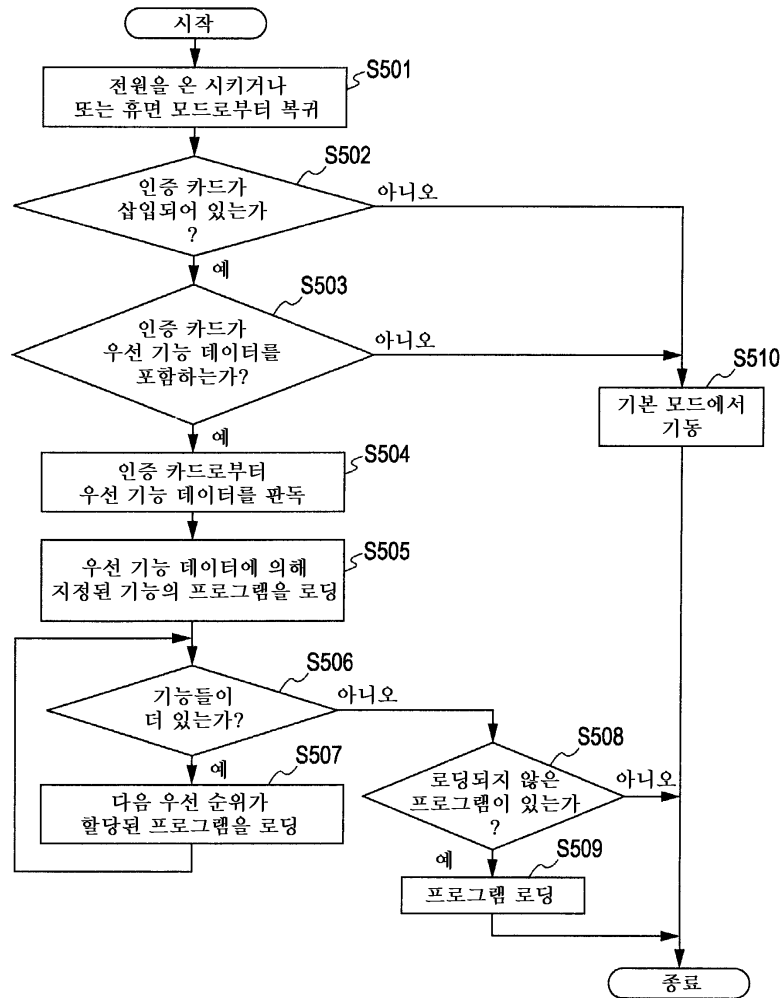 시작
S501
전원을 온 시키거나
또는 휴면 모드로부터 복귀
S502
인증 카드가
삽입되어 있는가
?
아니오
예
S503
인증 카드가
우선 기능 데이터를
포함하는가?
아니오
S510
기본 모드에서
기동
예
S504
인증 카드로부터
우선 기능 데이터를 판독
S505
우선 기능 데이터에 의해
지정된 기능의 프로그램을 로딩
S506
기능들이
더 있는가?
아니오
예
S507
다음 우선 순위가
할당된 프로그램을 로딩
S508
로딩되지 않은
프로그램이 있는가
?
아니오
예
S509
프로그램 로딩
종료